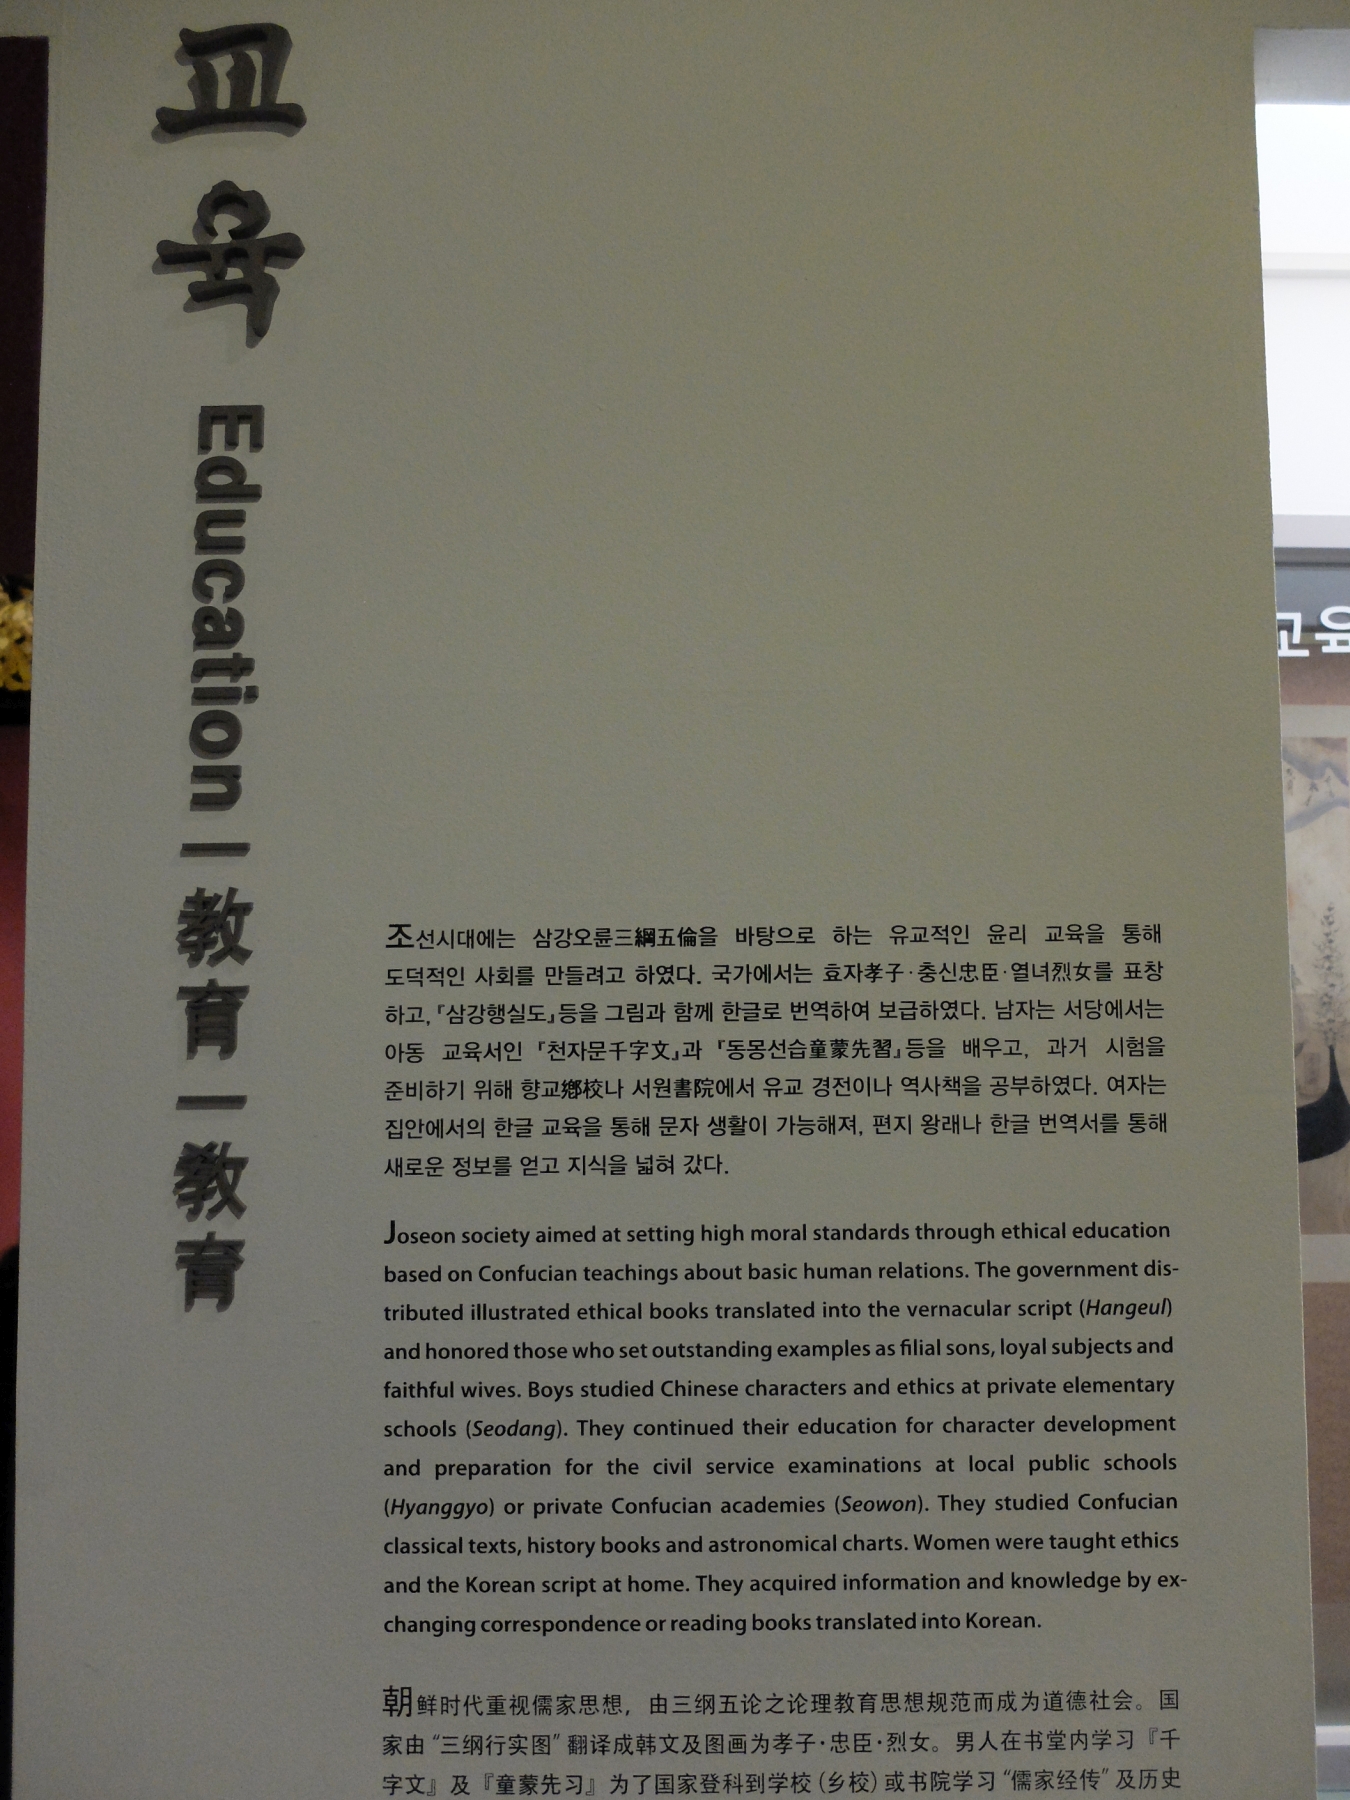 교육
Education | 教育 | 教育
조선시대에는 삼강오륜三綱五倫을 바탕으로 하는 유교적인 윤리 교육을 통해
도덕적인 사회를 만들려고 하였다. 국가에서는 효자孝子·충신忠臣·열녀烈女를 표창
하고, 『삼강행실도』등을 그림과 함께 한글로 번역하여 보급하였다. 남자는 서당에서는
아동 교육서인 『천자문千字文』과 『동몽선습童蒙先習』등을 배우고, 과거 시험을
준비하기 위해 향교鄕校나 서원書院에서 유교 경전이나 역사책을 공부하였다. 여자는
집안에서의 한글 교육을 통해 문자 생활이 가능해져, 편지 왕래나 한글 번역서를 통해
새로운 정보를 얻고 지식을 넓혀 갔다.
Joseon society aimed at setting high moral standards through ethical education
based on Confucian teachings about basic human relations. The government dis-
tributed illustrated ethical books translated into the vernacular script (Hangeul)
and honored those who set outstanding examples as filial sons, loyal subjects and
faithful wives. Boys studied Chinese characters and ethics at private elementary
schools (Seodang). They continued their education for character development
and preparation for the civil service examinations at local public schools
(Hyanggyo) or private Confucian academies (Seowon). They studied Confucian
classical texts, history books and astronomical charts. Women were taught ethics
and the Korean script at home. They acquired information and knowledge by ex-
changing correspondence or reading books translated into Korean.
朝鲜时代重视儒家思想，由三纲五论之论理教育思想规范而成为道德社会。国
家由“三纲行实图”翻译成韩文及图画为孝子·忠臣·烈女。男人在书堂内学习『千
字文』及『童蒙先习』为了国家登科到学校(乡校)或书院学习“儒家经传”及历史
교육